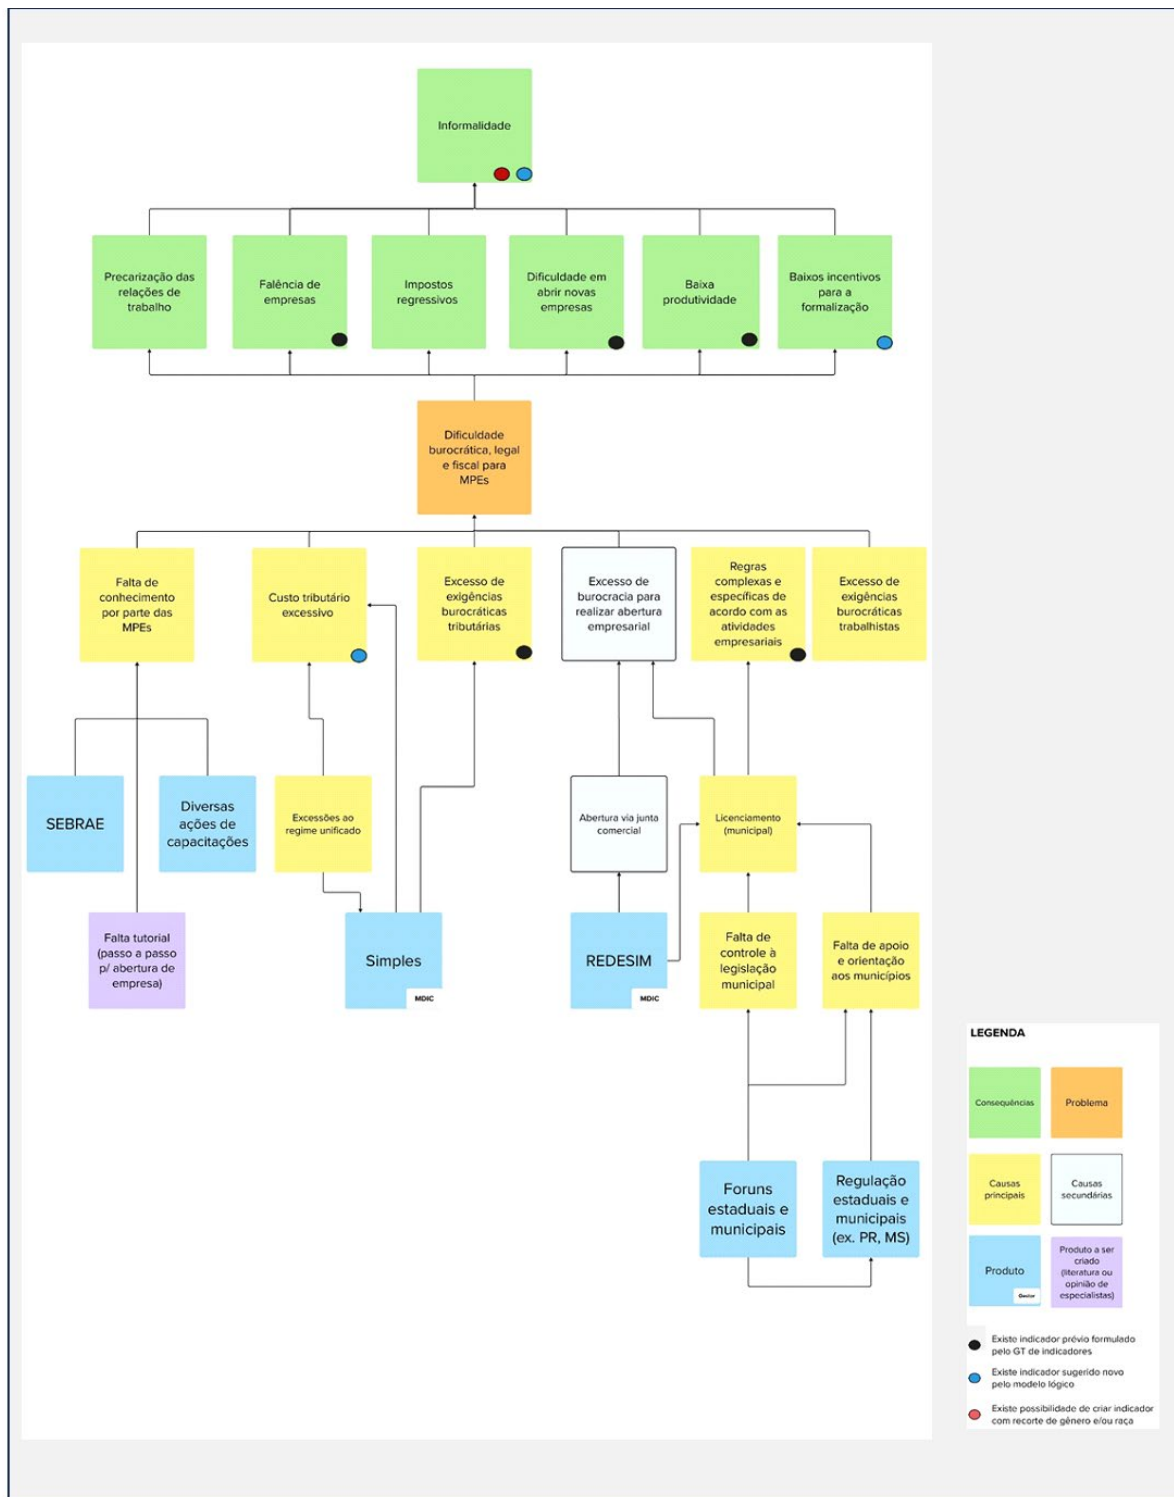 Informalidade
Precarização das
relações de
trabalho
Falência de
empresas
Impostos
regressivos
Dificuldade em
abrir novas
empresas
Baixa
produtividade
Baixos incentivos
para a
formalização
Dificuldade
burocrática, legal
e fiscal para
MPEs
Falta de
conhecimento
por parte das
MPEs
Custo tributário
excessivo
Excesso de
exigências
burocráticas
tributárias
Excesso de
burocracia para
realizar abertura
empresarial
Regras
complexas e
específicas de
acordo com as
atividades
empresariais
Excesso de
exigências
burocráticas
trabalhistas
SEBRAE
Diversas
ações de
capacitações
Excessões ao
regime unificado
Abertura via junta
comercial
Licenciamento
(municipal)
Falta tutorial
(passo a passo
p/ abertura de
empresa)
Simples
MDIC
REDESIM
MDIC
Falta de
controle à
legislação
municipal
Falta de apoio
e orientação
aos municípios
Foruns
estaduais e
municipais
Regulação
estaduais e
municipais
(ex. PR, MS)
LEGENDA
Consequências
Problema
Causas
principais
Causas
secundárias
Produto
Gestor
Produto a ser
criado
(literatura ou
opinião de
especialistas)
Existe indicador prévio formulado
pelo GT de indicadores
Existe indicador sugerido novo
pelo modelo lógico
Existe possibilidade de criar indicador
com recorte de gênero e/ou raça